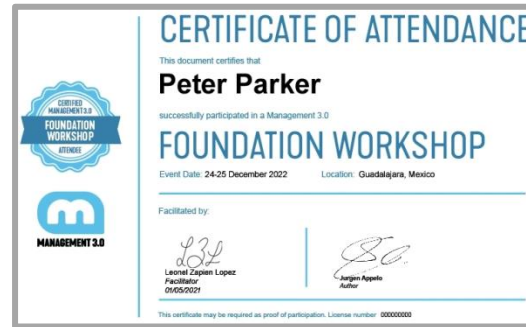 CERTIFICATE OF ATTENDANCE
This document certifies that
Peter Parker
successfully participated in a Management 3.0
FOUNDATION WORKSHOP
Event Date: 24-25 December 2022 Location: Guadalajara, Mexico
Facilitated by:
Leonel Zapien Lopez
Facilitator
01/05/2021
Jurgen Appelo
Author
This certificate may be required as proof of participation. License number 000000000
CERTIFIED
MANAGEMENT 3.0
FOUNDATION
WORKSHOP
ATTENDEE
MANAGEMENT 3.0